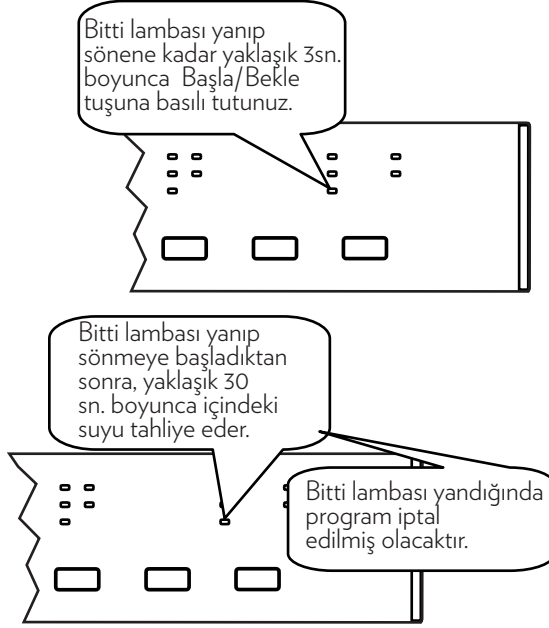 Bitti lambası yanıp
sönene kadar yaklaşık 3sn.
boyunca Başla/Bekle
tuşuna basılı tutunuz.
Bitti lambası yanıp
sönmeye başladıktan
sonra, yaklaşık 30
sn. boyunca içindeki
suyu tahliye eder.
Bitti lambası yandığında
program iptal
edilmiş olacaktır.